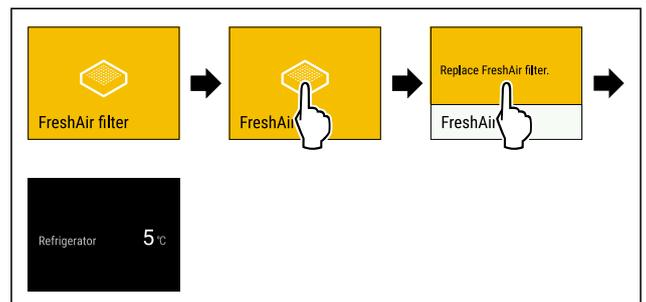 FreshAir filter
FreshAi
Replace FreshAir filter.
FreshAi
Refrigerator 5 °C